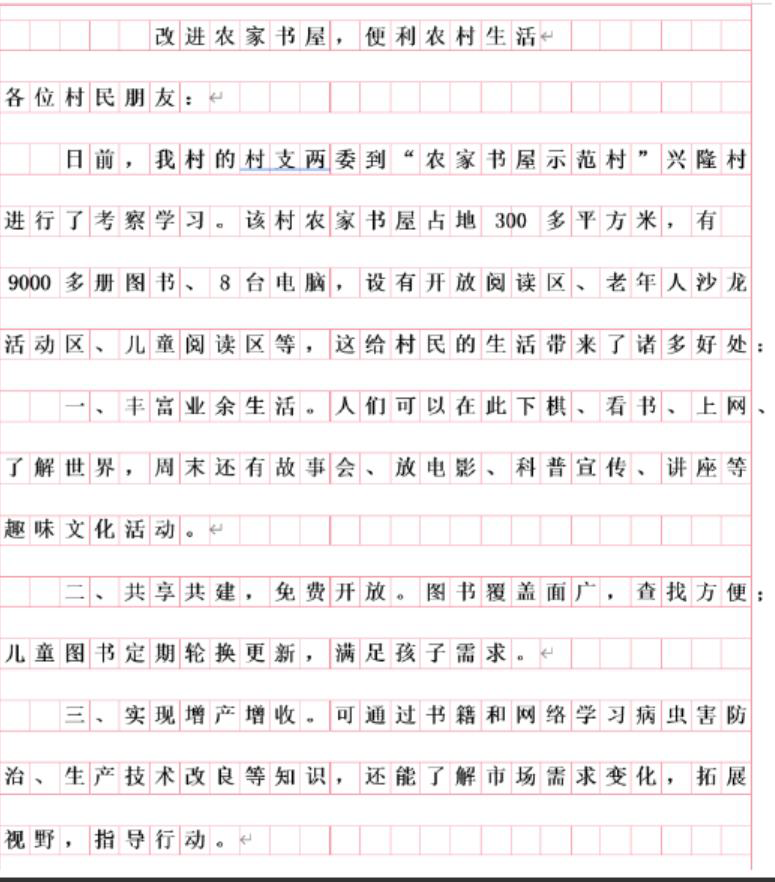 改进农家书屋，便利农村生活
各位村民朋友：
日前，我村的村支两委到“农家书屋示范村”兴隆村
进行了考察学习。该村农家书屋占地 300 多平方米，有
9000 多册图书、8 台电脑，设有开放阅读区、老年人沙龙
活动区、儿童阅读区等，这给村民的生活带来了诸多好处：
一、丰富业余生活。人们可以在此下棋、看书、上网、
了解世界，周末还有故事会、放电影、科普宣传、讲座等
趣味文化活动。
二、共享共建，免费开放。图书覆盖面广，查找方便；
儿童图书定期轮换更新，满足孩子需求。
三、实现增产增收。可通过书籍和网络学习病虫害防
治、生产技术改良等知识，还能了解市场需求变化，拓展
视野，指导行动。